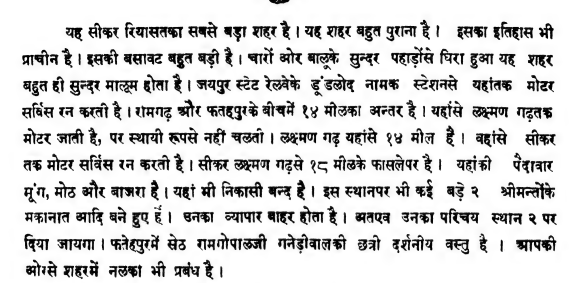 यह सीकर रियासतका सबसे बड़ा शहर है। यह शहर बहुत पुराना है। इसका इतिहास भी
प्राचीन है। इसकी बसावट बहुत बड़ी है। चारों ओर बालूके सुन्दर पहाड़ोंसे घिरा हुआ यह शहर
बहुत ही सुन्दर मालूम होता है। जयपुर स्टेट रेलवेके डूंडलोद नामक स्टेशनसे यहांतक मोटर
सर्विस रन करती है। रामगढ़ और फतहपुरके बीचमें १४ मीलका अन्तर है। यहांसे लक्ष्मण गढ़तक
मोटर जाती है, पर स्थायी रूपसे नहीं चलती। लक्ष्मण गढ़ यहांसे १४ मील है। वहांसे सीकर
तक मोटर सर्विस रन करती है। सीकर लक्ष्मण गढ़से १८ मीलके फासलेपर है। यहांकी पैदावार
मूंग, मोठ और बाजरा है। यहां भी निकासी बन्द है। इस स्थानपर भी कई बड़े २ श्रीमन्तोंके
मकानात आदि बने हुए हैं। उनका व्यापार बाहर होता है। अतएव उनका परिचय स्थान २ पर
दिया जायगा। फतेहपुरमें सेठ रामगोपालजी गनेड़ीवालकी छत्री दर्शनीय वस्तु है। आपकी
ओरसे शहरमें नलका भी प्रबंध है।